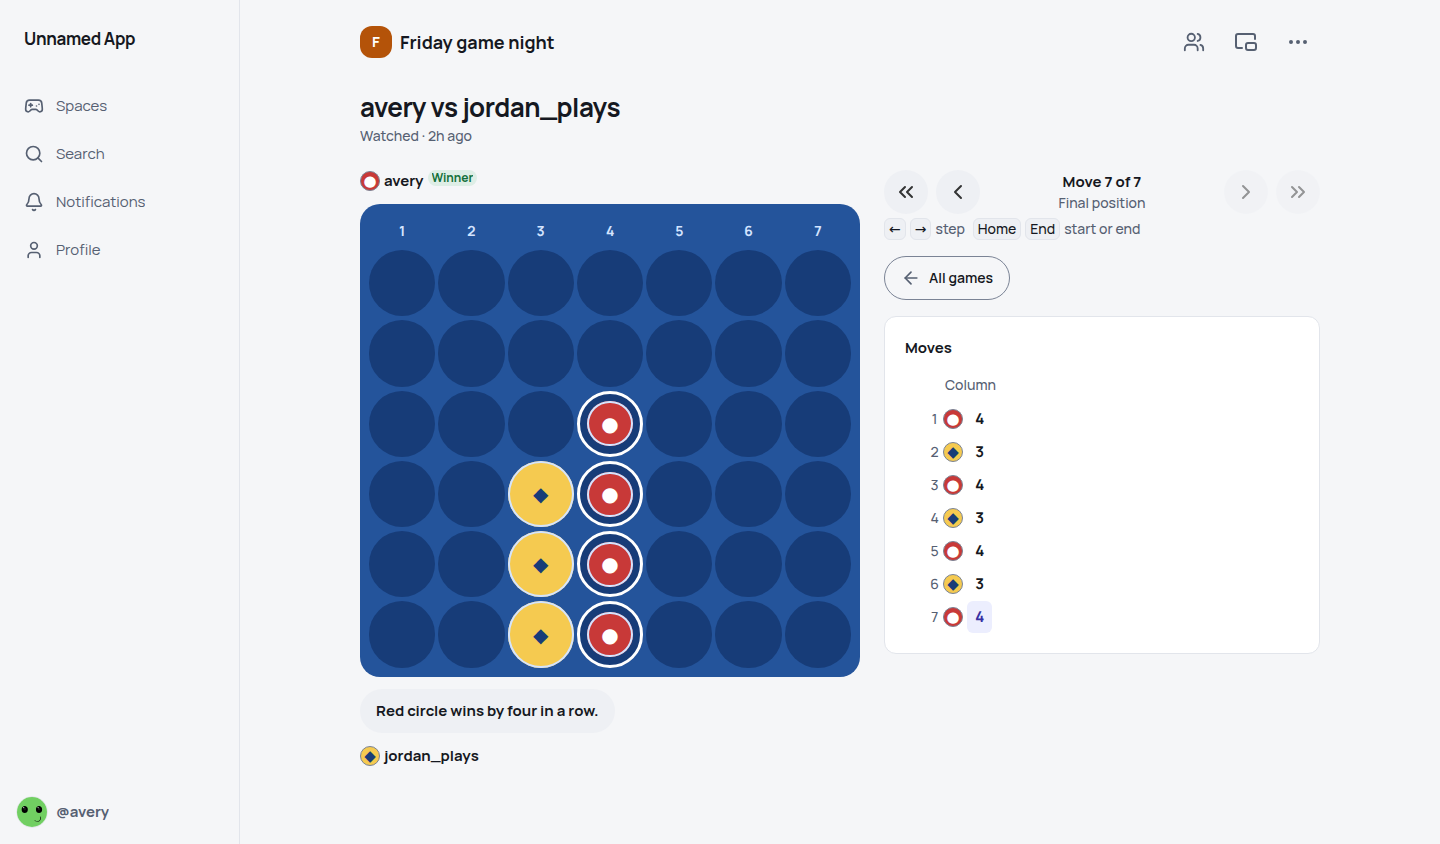 Unnamed App
Spaces
Search
Notifications
Profile
@avery
F Friday game night
avery vs jordan_plays
Watched · 2h ago
avery Winner
1 2 3 4 5 6 7
Red circle wins by four in a row.
jordan_plays
Move 7 of 7
Final position
← → step Home End start or end
All games
Moves
Column
1 4
2 3
3 4
4 3
5 4
6 3
7 4